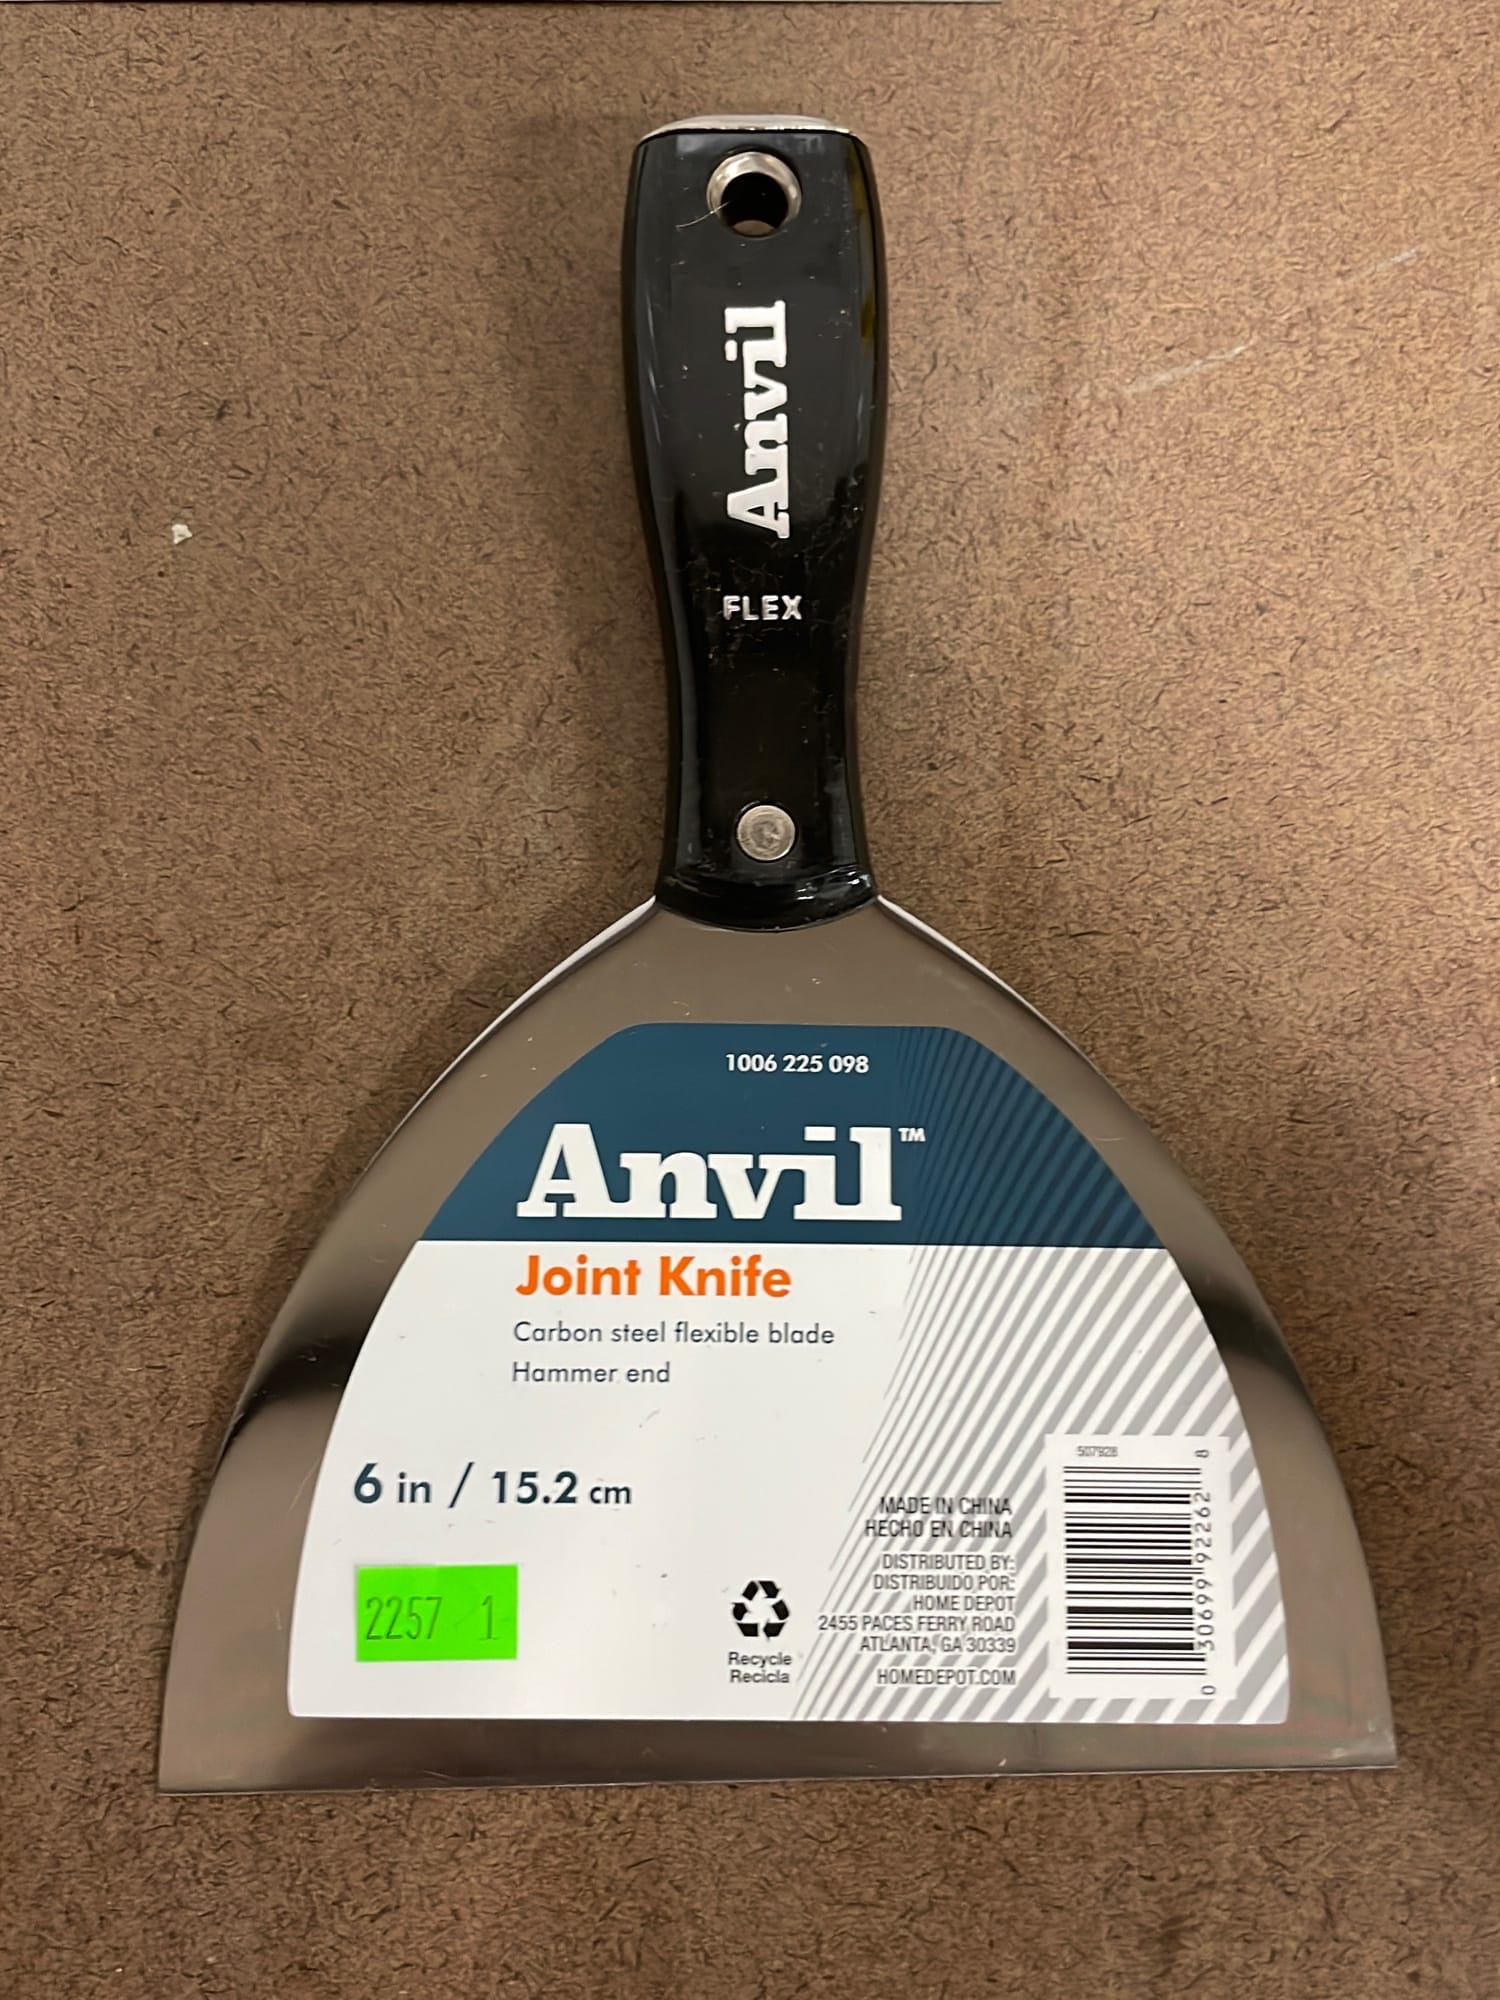 Anvil
FLEX
1006 225 098
Anvil™
Joint Knife
Carbon steel flexible blade
Hammer end
6 in / 15.2 cm
2257 1
Recycle
Recicla
MADE IN CHINA
HECHO EN CHINA
DISTRIBUTED BY:
DISTRIBUIDO POR:
HOME DEPOT
2455 PACES FERRY ROAD
ATLANTA, GA 30339
HOMEDEPOT.COM
507928
0 30699 92262 8